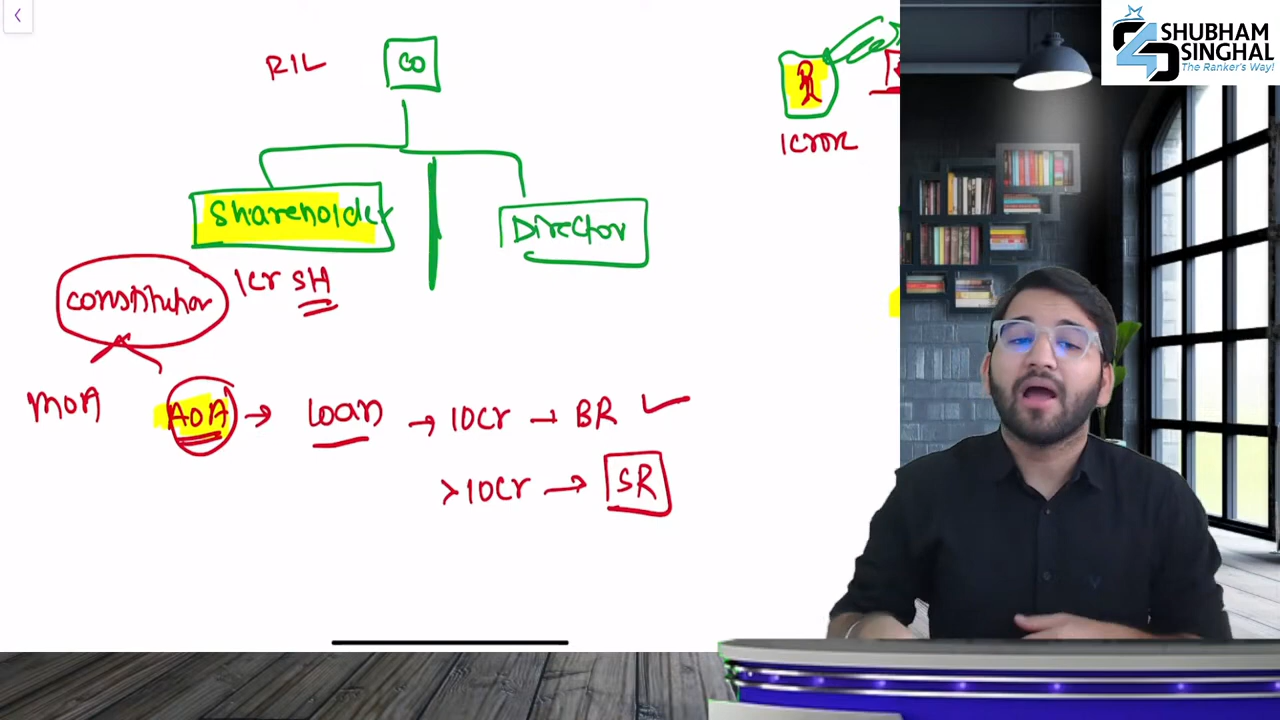 RIL
CO
Shareholder
Director
1cr SH
constitution
MOA
AOA → loan → 10cr → BR ✓
>10cr → SR
1crore
SHUBHAM
SINGHAL
The Ranker's Way!